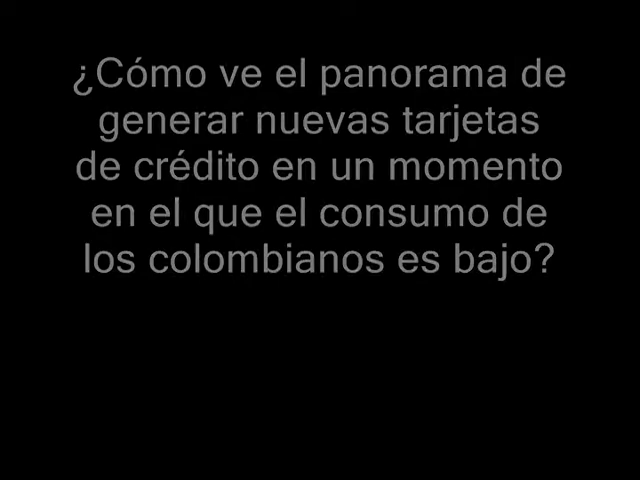 ¿Cómo ve el panorama de
generar nuevas tarjetas
de crédito en un momento
en el que el consumo de
los colombianos es bajo?